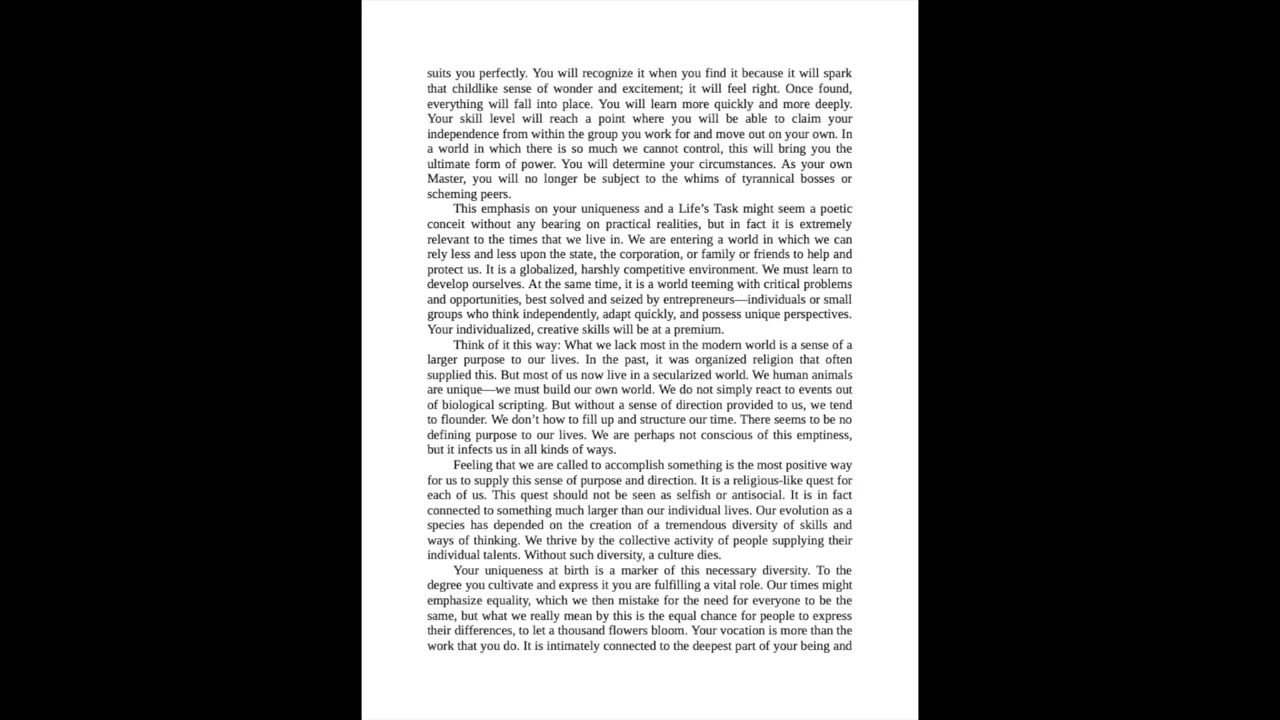 suits you perfectly. You will recognize it when you find it because it will spark
that childlike sense of wonder and excitement; it will feel right. Once found,
everything will fall into place. You will learn more quickly and more deeply.
Your skill level will reach a point where you will be able to claim your
independence from within the group you work for and move out on your own. In
a world in which there is so much we cannot control, this will bring you the
ultimate form of power. You will determine your circumstances. As your own
Master, you will no longer be subject to the whims of tyrannical bosses or
scheming peers.
This emphasis on your uniqueness and a Life’s Task might seem a poetic
conceit without any bearing on practical realities, but in fact it is extremely
relevant to the times that we live in. We are entering a world in which we can
rely less and less upon the state, the corporation, or family or friends to help and
protect us. It is a globalized, harshly competitive environment. We must learn to
develop ourselves. At the same time, it is a world teeming with critical problems
and opportunities, best solved and seized by entrepreneurs—individuals or small
groups who think independently, adapt quickly, and possess unique perspectives.
Your individualized, creative skills will be at a premium.
Think of it this way: What we lack most in the modern world is a sense of a
larger purpose to our lives. In the past, it was organized religion that often
supplied this. But most of us now live in a secularized world. We human animals
are unique—we must build our own world. We do not simply react to events out
of biological scripting. But without a sense of direction provided to us, we tend
to flounder. We don’t how to fill up and structure our time. There seems to be no
defining purpose to our lives. We are perhaps not conscious of this emptiness,
but it infects us in all kinds of ways.
Feeling that we are called to accomplish something is the most positive way
for us to supply this sense of purpose and direction. It is a religious-like quest for
each of us. This quest should not be seen as selfish or antisocial. It is in fact
connected to something much larger than our individual lives. Our evolution as a
species has depended on the creation of a tremendous diversity of skills and
ways of thinking. We thrive by the collective activity of people supplying their
individual talents. Without such diversity, a culture dies.
Your uniqueness at birth is a marker of this necessary diversity. To the
degree you cultivate and express it you are fulfilling a vital role. Our times might
emphasize equality, which we then mistake for the need for everyone to be the
same, but what we really mean by this is the equal chance for people to express
their differences, to let a thousand flowers bloom. Your vocation is more than the
work that you do. It is intimately connected to the deepest part of your being and